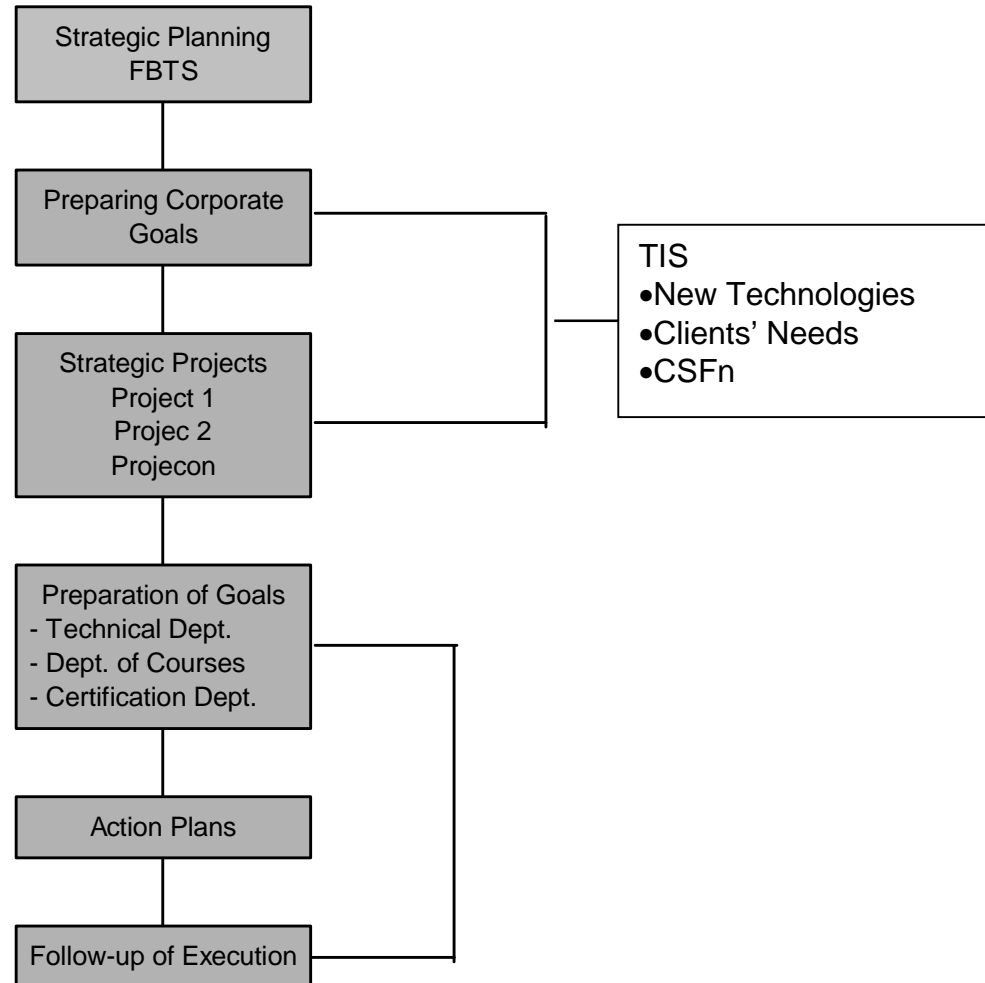 Strategic Planning
FBTS
Preparing Corporate
Goals
TIS
•New Technologies
•Clients’ Needs
•CSFn
Strategic Projects
Project 1
Projec 2
Projecon
Preparation of Goals
- Technical Dept.
- Dept. of Courses
- Certification Dept.
Action Plans
Follow-up of Execution